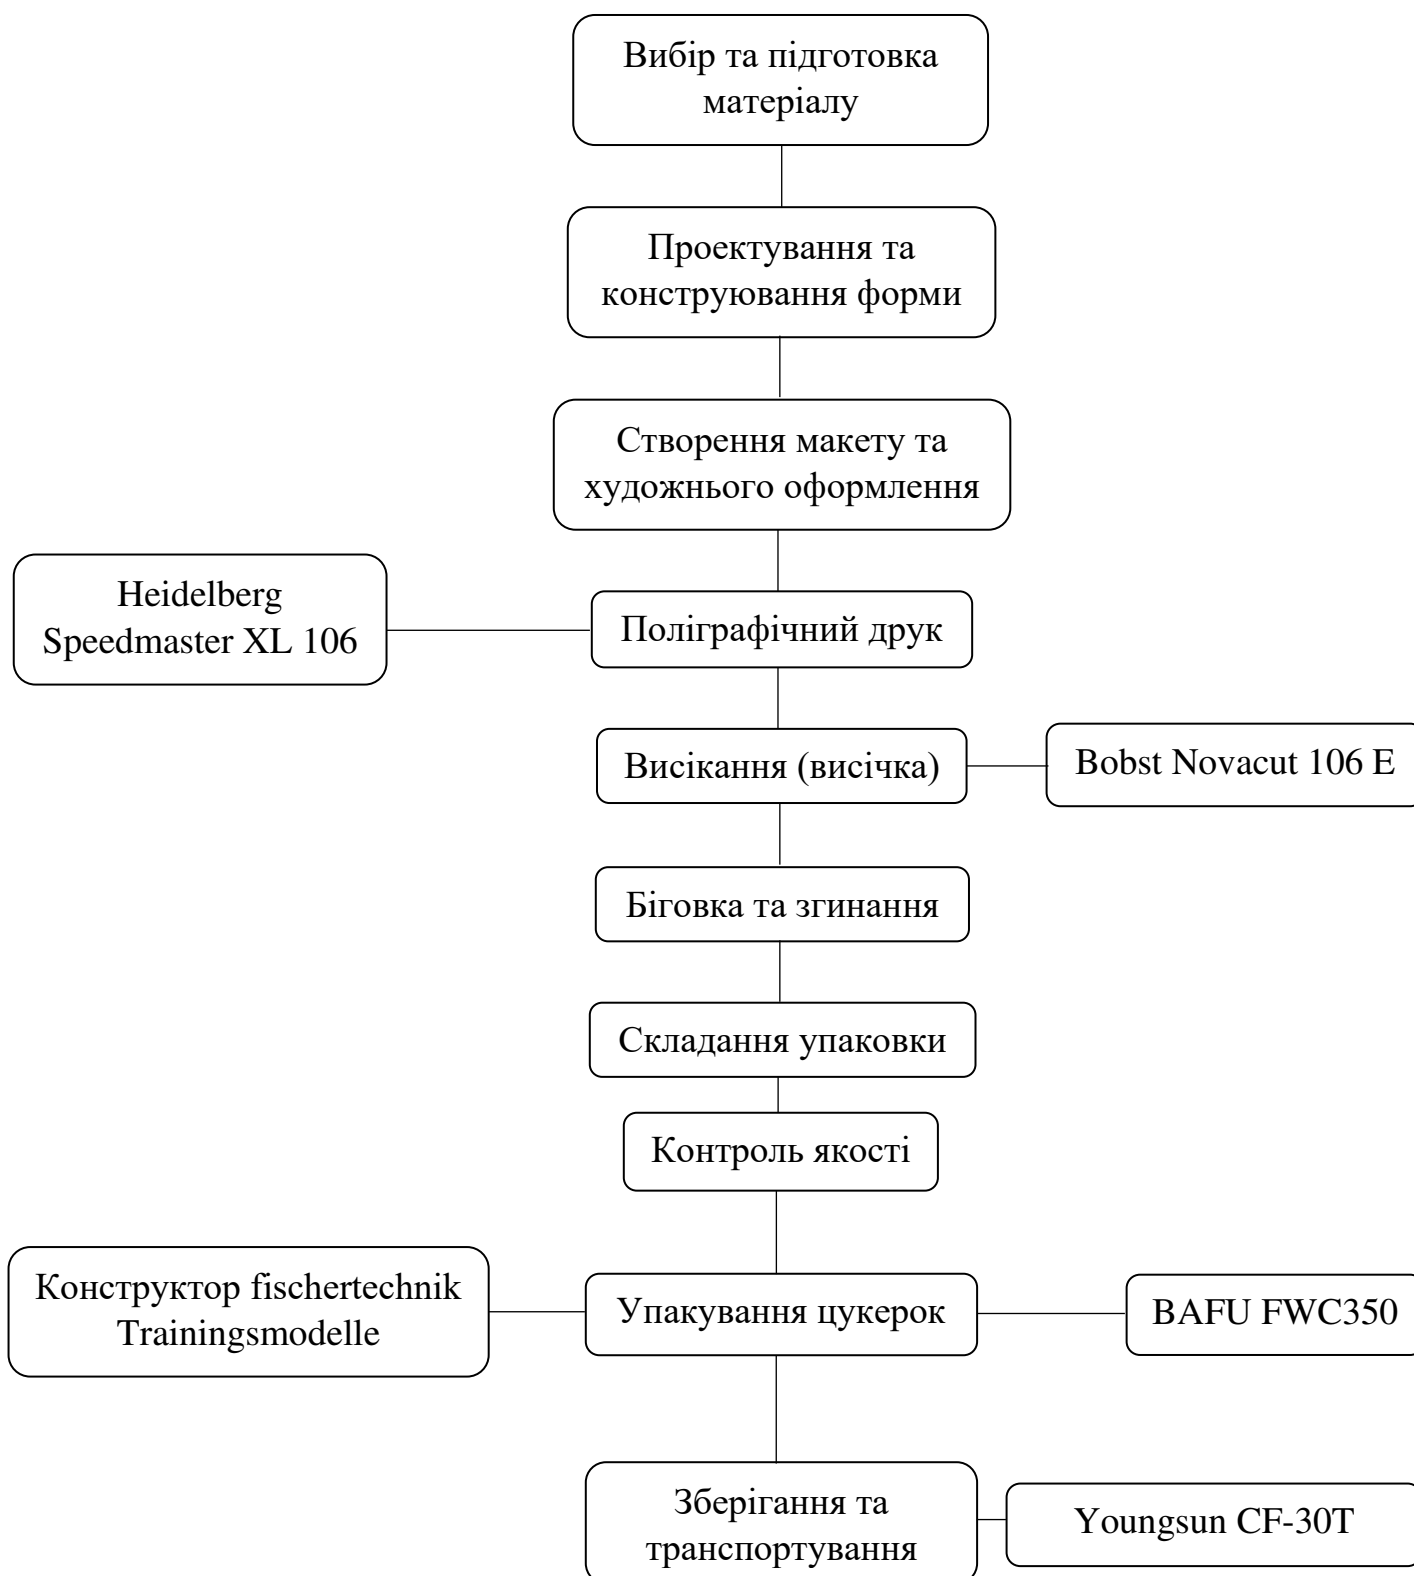 Вибір та підготовка
матеріалу
Проектування та
конструювання форми
Створення макету та
художнього оформлення
Heidelberg
Speedmaster XL 106
Поліграфічний друк
Висікання (висічка)
Bobst Novacut 106 E
Біговка та згинання
Складання упаковки
Контроль якості
Конструктор fischertechnik
Trainingsmodelle
Упакування цукерок
BAFU FWC350
Зберігання та
транспортування
Youngsun CF-30T